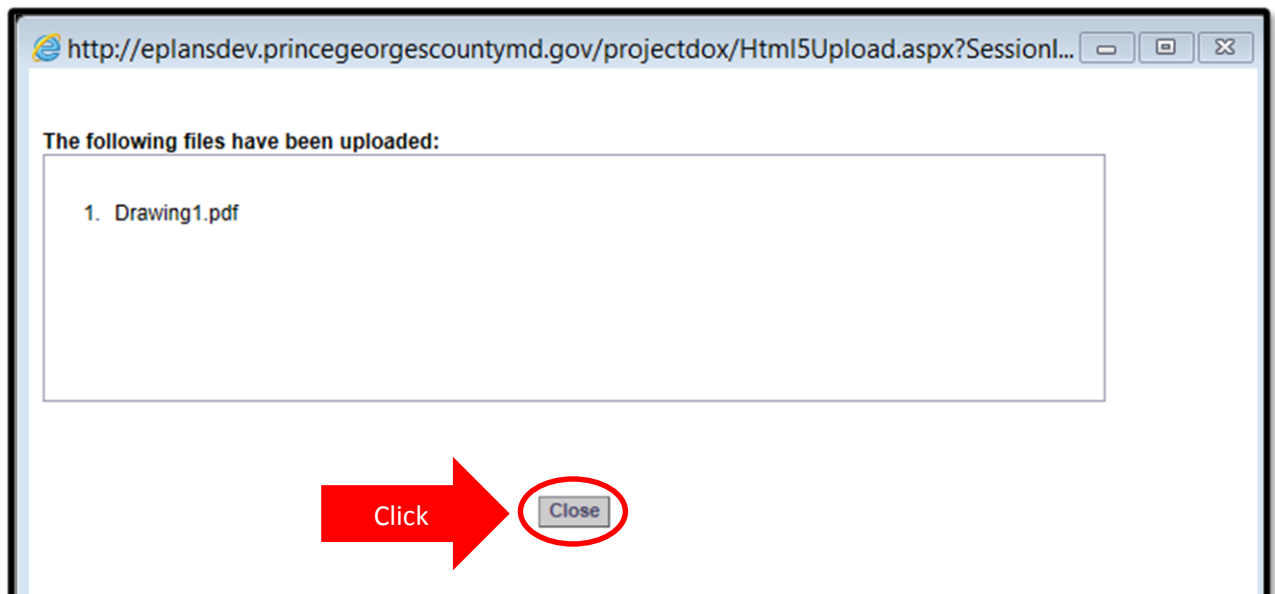 http://eplansdev.princegeorgescountymd.gov/projectdox/Html5Upload.aspx?SessionI...
The following files have been uploaded:
1. Drawing1.pdf
Click
Close